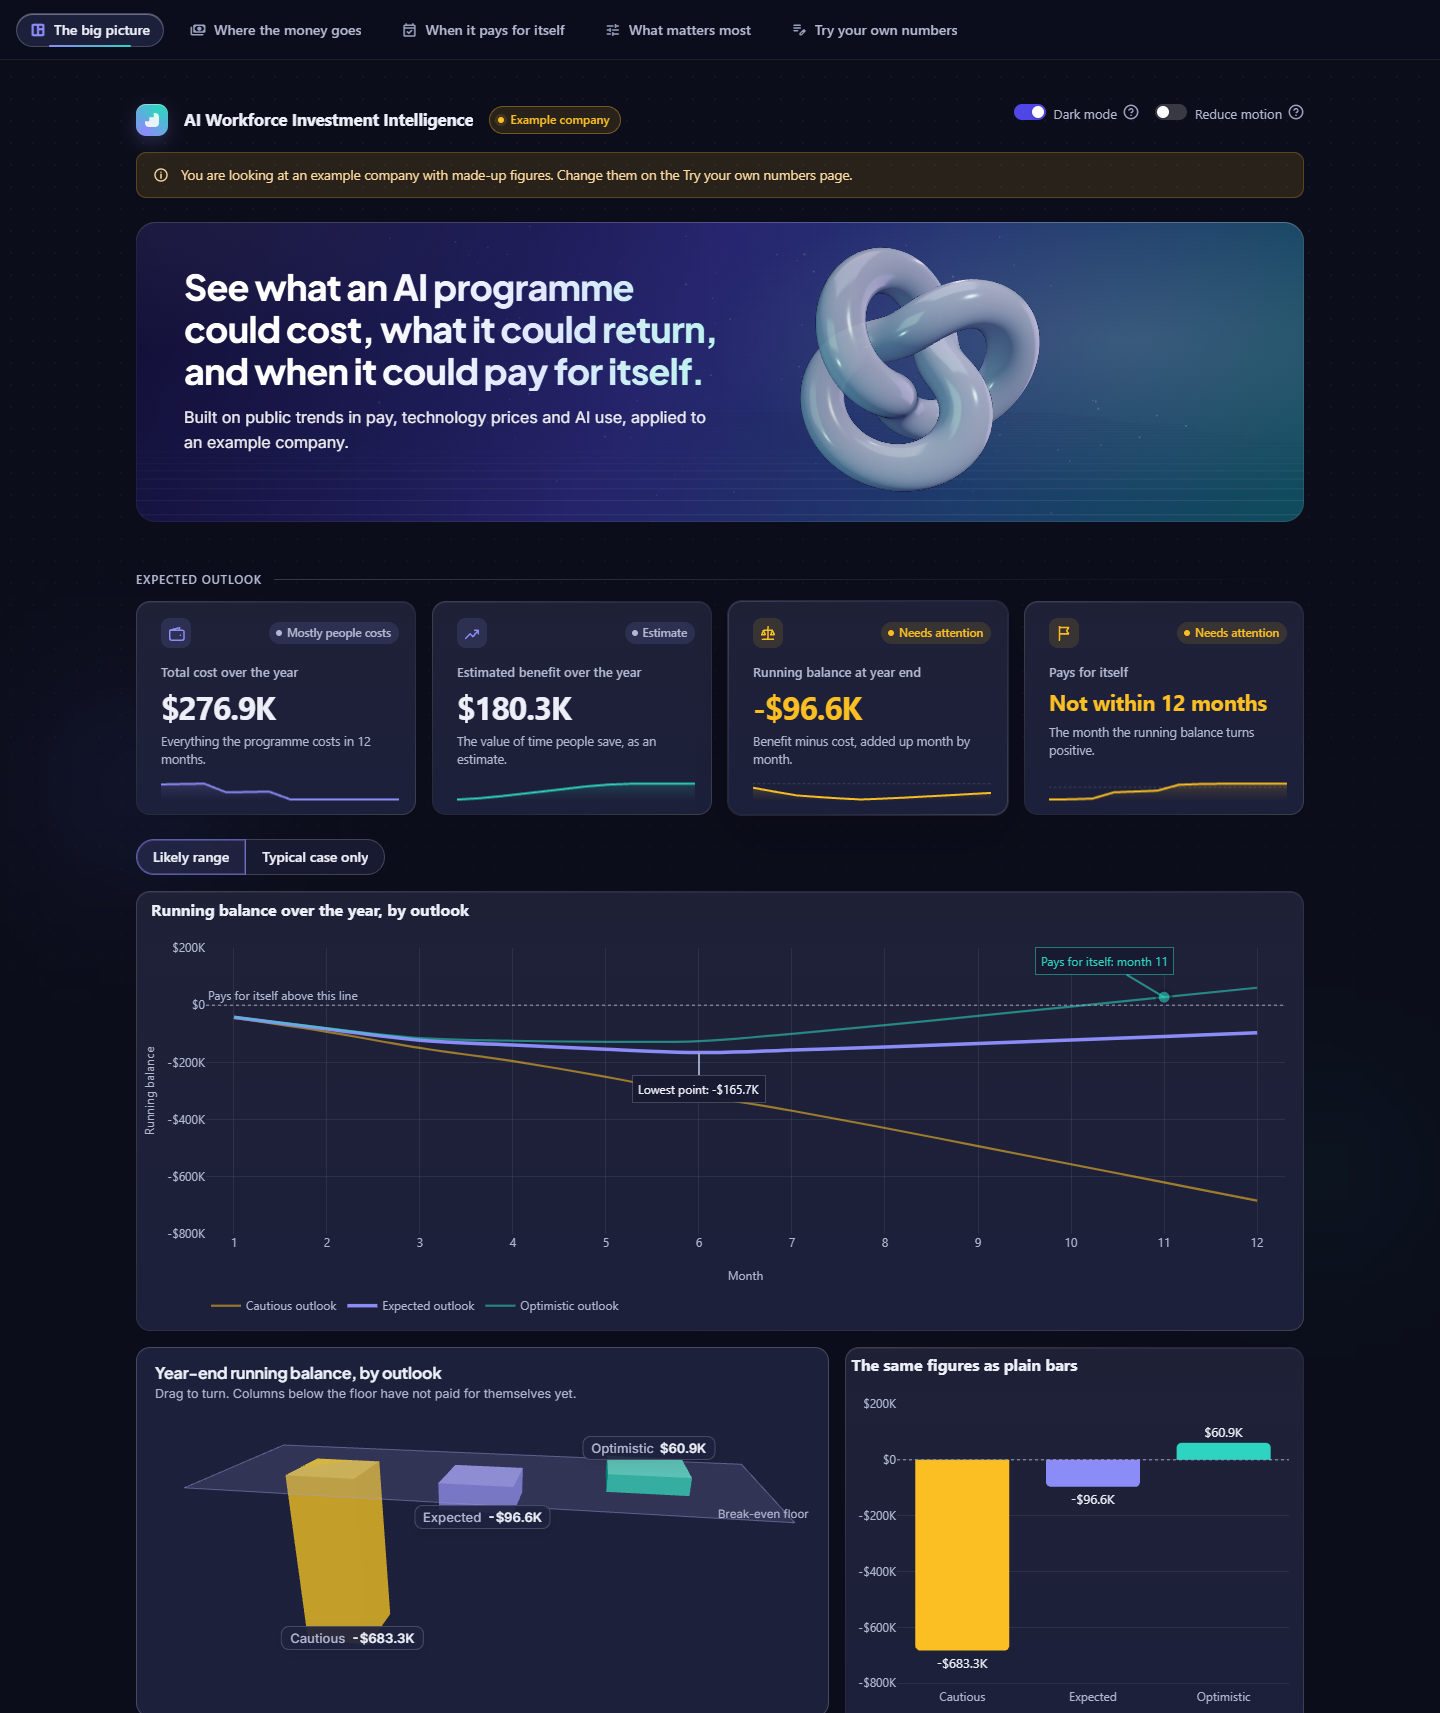 The big picture
Where the money goes
When it pays for itself
What matters most
Try your own numbers
AI Workforce Investment Intelligence
Example company
Dark mode
Reduce motion
You are looking at an example company with made-up figures. Change them on the Try your own numbers page.
See what an AI programme
could cost, what it could return,
and when it could pay for itself.
Built on public trends in pay, technology prices and AI use, applied to
an example company.
EXPECTED OUTLOOK
Mostly people costs
Total cost over the year
$276.9K
Everything the programme costs in 12
months.
Estimate
Estimated benefit over the year
$180.3K
The value of time people save, as an
estimate.
Needs attention
Running balance at year end
-$96.6K
Benefit minus cost, added up month by
month.
Needs attention
Pays for itself
Not within 12 months
The month the running balance turns
positive.
Likely range
Typical case only
Running balance over the year, by outlook
$200K
$0
-$200K
-$400K
-$600K
-$800K
Running balance
Pays for itself above this line
Pays for itself: month 11
Lowest point: -$165.7K
1
2
3
4
5
6
7
8
9
10
11
12
Month
Cautious outlook
Expected outlook
Optimistic outlook
Year-end running balance, by outlook
Drag to turn. Columns below the floor have not paid for themselves yet.
Optimistic $60.9K
Expected -$96.6K
Break-even floor
Cautious -$683.3K
The same figures as plain bars
$200K
$0
-$200K
-$400K
-$600K
-$800K
$60.9K
-$96.6K
-$683.3K
Cautious
Expected
Optimistic